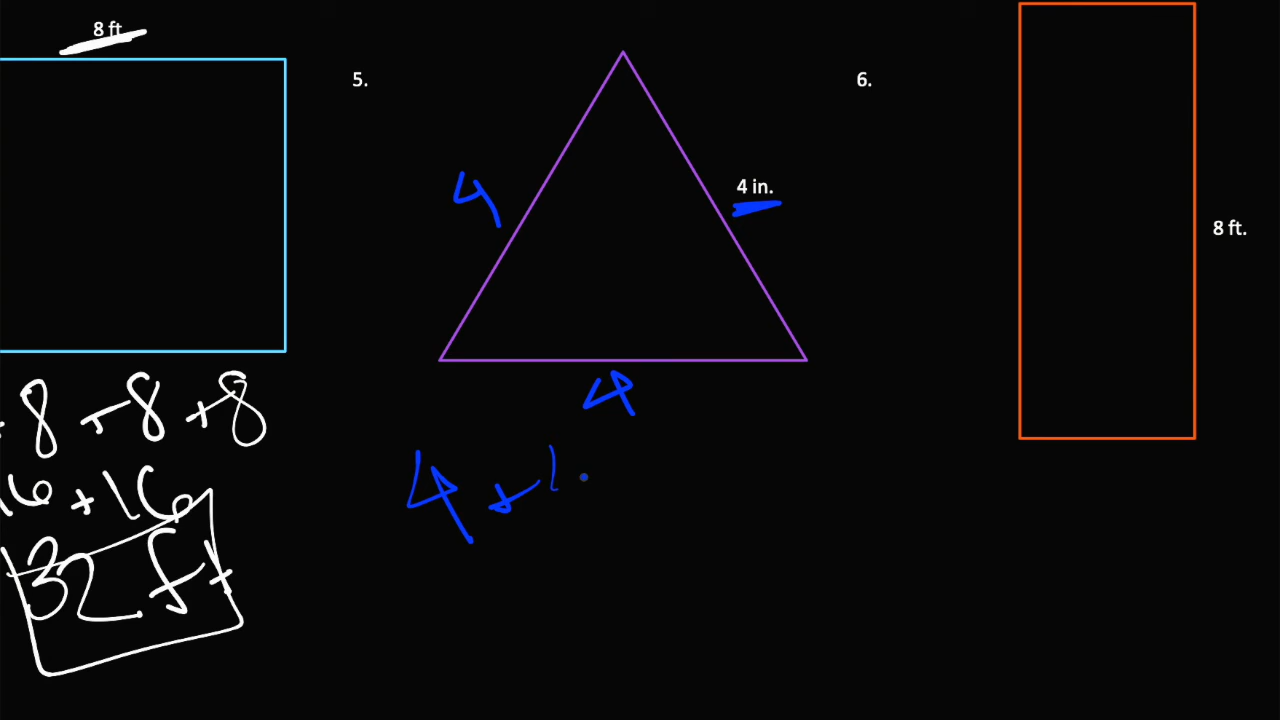 8 ft
5.
6.
4
4 in.
8 ft.
4
8 + 8 + 8
16 + 16
32 ft
4 +